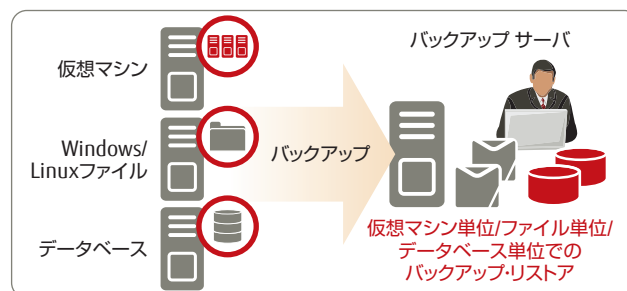 仮想マシン
Windows/
Linuxファイル
データベース
バックアップ
バックアップ サーバ
仮想マシン単位/ファイル単位/
データベース単位での
バックアップ・リストア